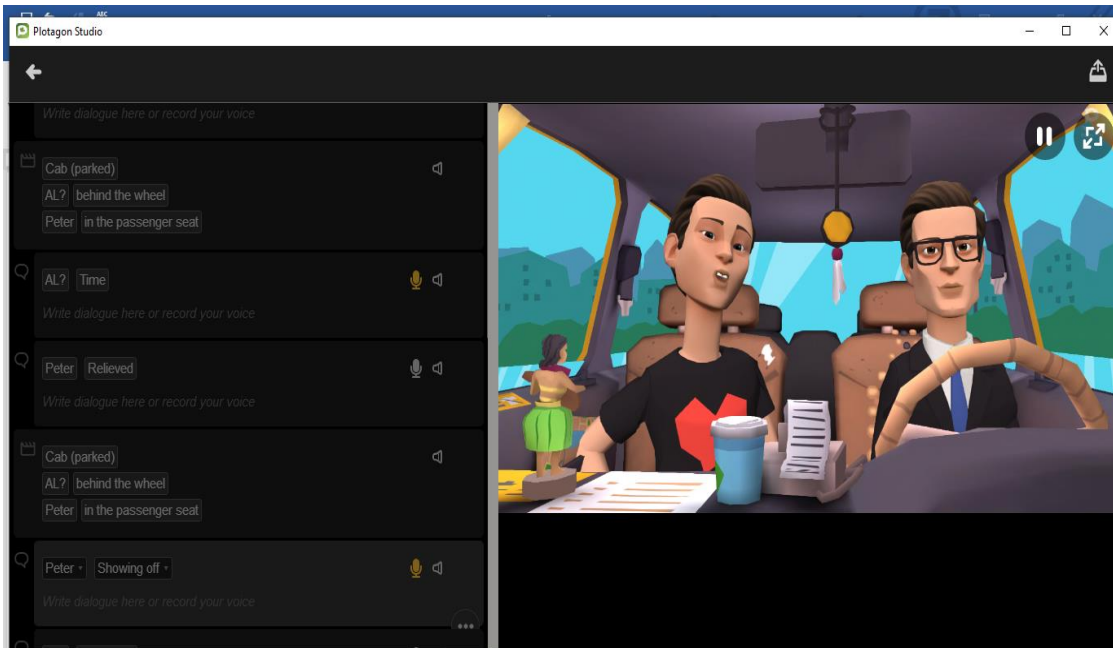 ABC
Plotagon Studio
Write dialogue here or record your voice
Cab (parked)
AL? behind the wheel
Peter in the passenger seat
AL? Time
Write dialogue here or record your voice
Peter Relieved
Write dialogue here or record your voice
Cab (parked)
AL? behind the wheel
Peter in the passenger seat
Peter Showing off
Write dialogue here or record your voice